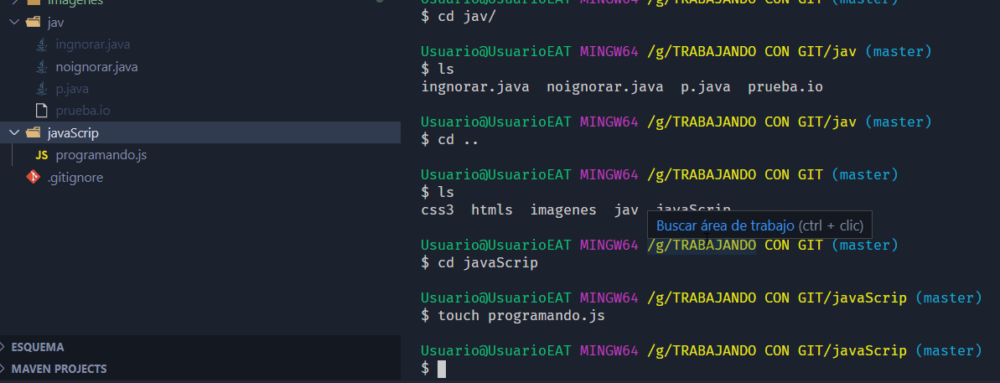 imagenes
jav
ingnorar.java
noignorar.java
p.java
prueba.io
javaScrip
JS programando.js
.gitignore
ESQUEMA
MAVEN PROJECTS
Usuario@UsuarioEAT MINGW64 /g/TRABAJANDO CON GIT (master)
$ cd jav/
Usuario@UsuarioEAT MINGW64 /g/TRABAJANDO CON GIT/jav (master)
$ ls
ingnorar.java noignorar.java p.java prueba.io
Usuario@UsuarioEAT MINGW64 /g/TRABAJANDO CON GIT/jav (master)
$ cd ..
Usuario@UsuarioEAT MINGW64 /g/TRABAJANDO CON GIT (master)
$ ls
css3 htmls imagenes jav javaScrip
Buscar área de trabajo (ctrl + clic)
Usuario@UsuarioEAT MINGW64 /g/TRABAJANDO CON GIT (master)
$ cd javaScrip
Usuario@UsuarioEAT MINGW64 /g/TRABAJANDO CON GIT/javaScrip (master)
$ touch programando.js
Usuario@UsuarioEAT MINGW64 /g/TRABAJANDO CON GIT/javaScrip (master)
$